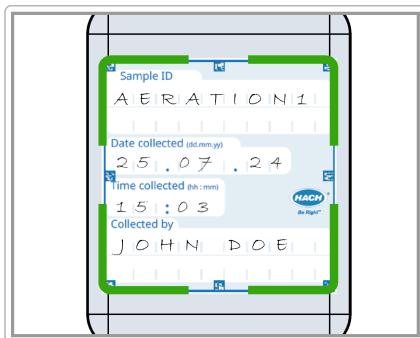 Sample ID
AERATION1
Date collected (dd.mm.yy)
25.07.24
Time collected (hh : mm)
15:03
HACH
Be Right™
Collected by
JOHN DOE